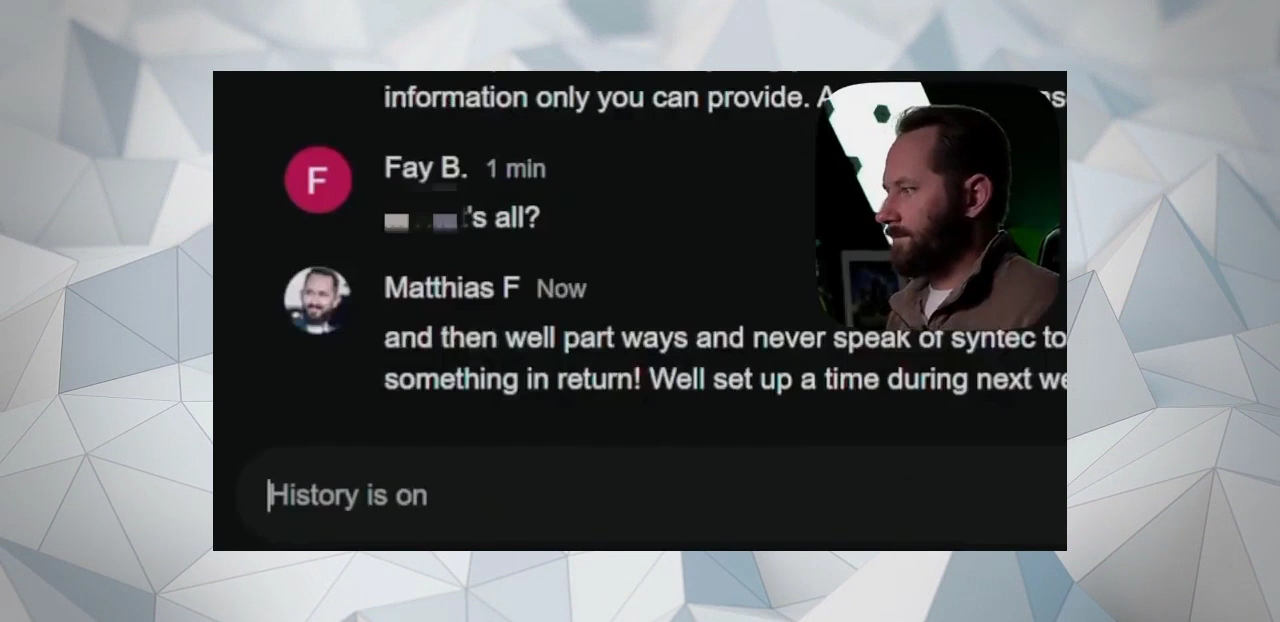 information only you can provide. A
F
Fay B. 1 min
's all?
Matthias F Now
and then well part ways and never speak of syntec to
something in return! Well set up a time during next we
History is on